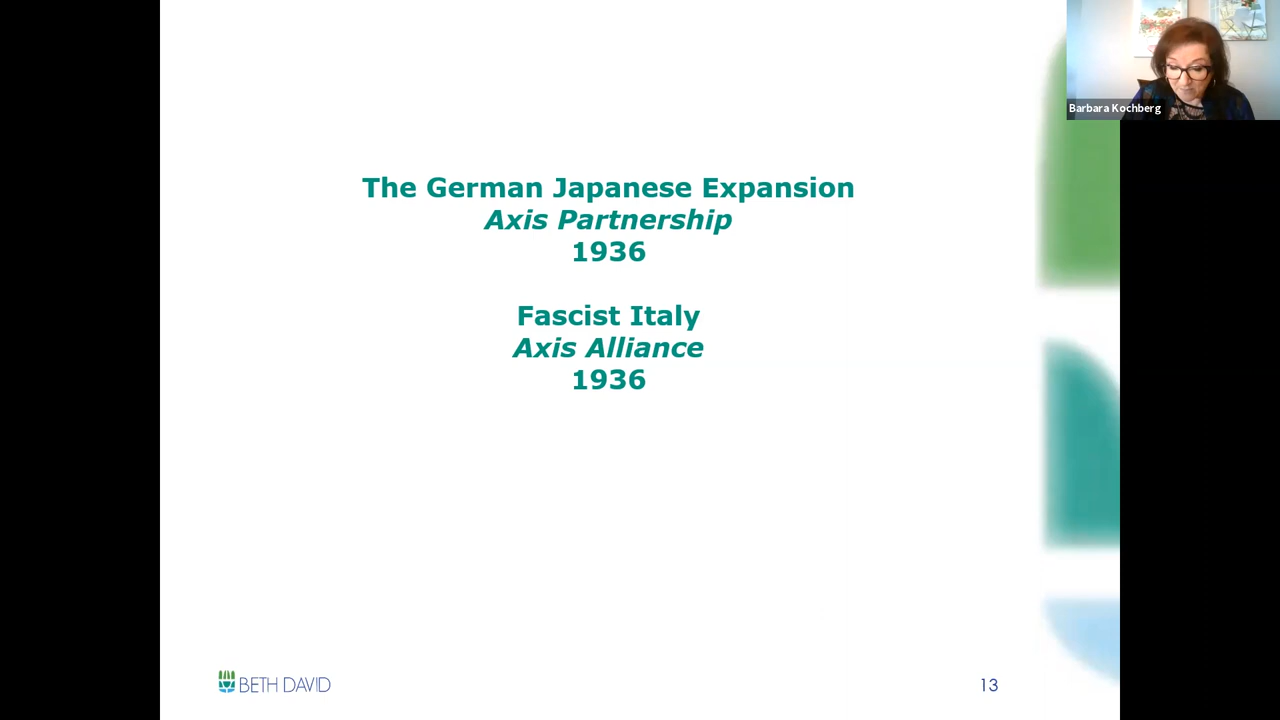 Barbara Kochberg
The German Japanese Expansion
Axis Partnership
1936
Fascist Italy
Axis Alliance
1936
BETH DAVID
13